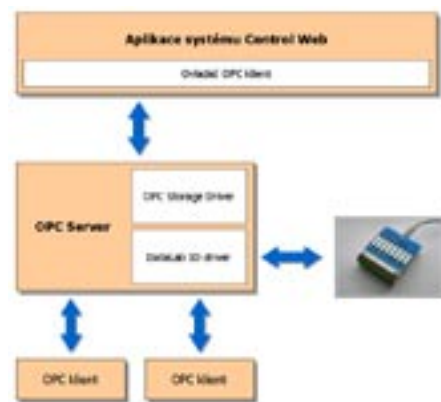 Aplikace systému Control Web
Ovladač OPC klient
OPC Storage Driver
OPC Server
DataLab IO driver
OPC klient
OPC klient